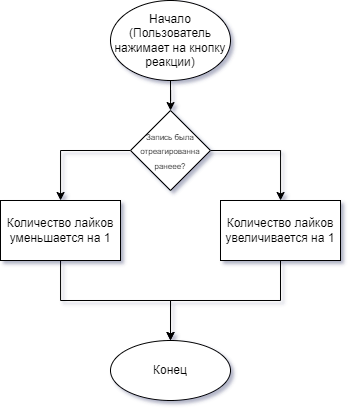 Начало
(Пользователь
нажимает на кнопку
реакции)
Запись была
отреагированна
ранеее?
Количество лайков
уменьшается на 1
Количество лайков
увеличивается на 1
Конец